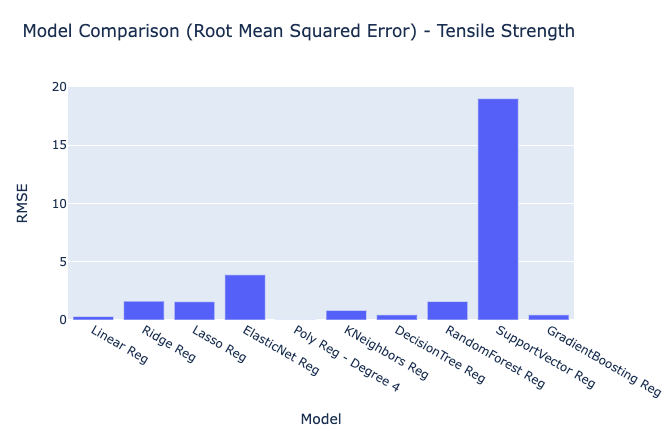 Model Comparison (Root Mean Squared Error) - Tensile Strength
RMSE
20
15
10
5
0
Linear Reg
Ridge Reg
Lasso Reg
ElasticNet Reg
Poly Reg - Degree 4
KNeighbors Reg
DecisionTree Reg
RandomForest Reg
SupportVector Reg
GradientBoosting Reg
Model